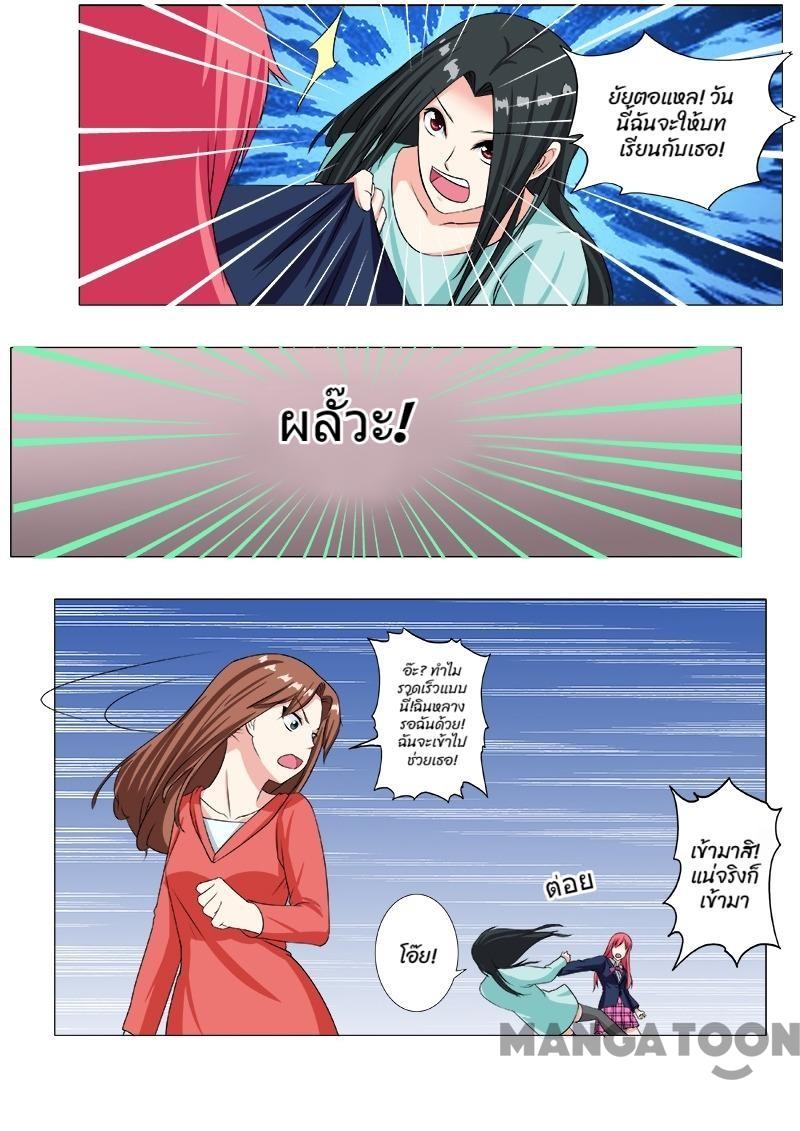 ยัยตอแหล! วัน
นี้ฉันจะให้บท
เรียนกับเธอ!
ผลั๊วะ!
อ๊ะ? ทำไม
ราดเร็วแบบ
นี้!ฉินหลาง
รอฉันด้วย!
ฉันจะเข้าไป
ช่วยเธอ!
เข้ามาสิ!
แน่จริงก็
เข้ามา
ต่อย
โอ๊ย!
MANGATOON